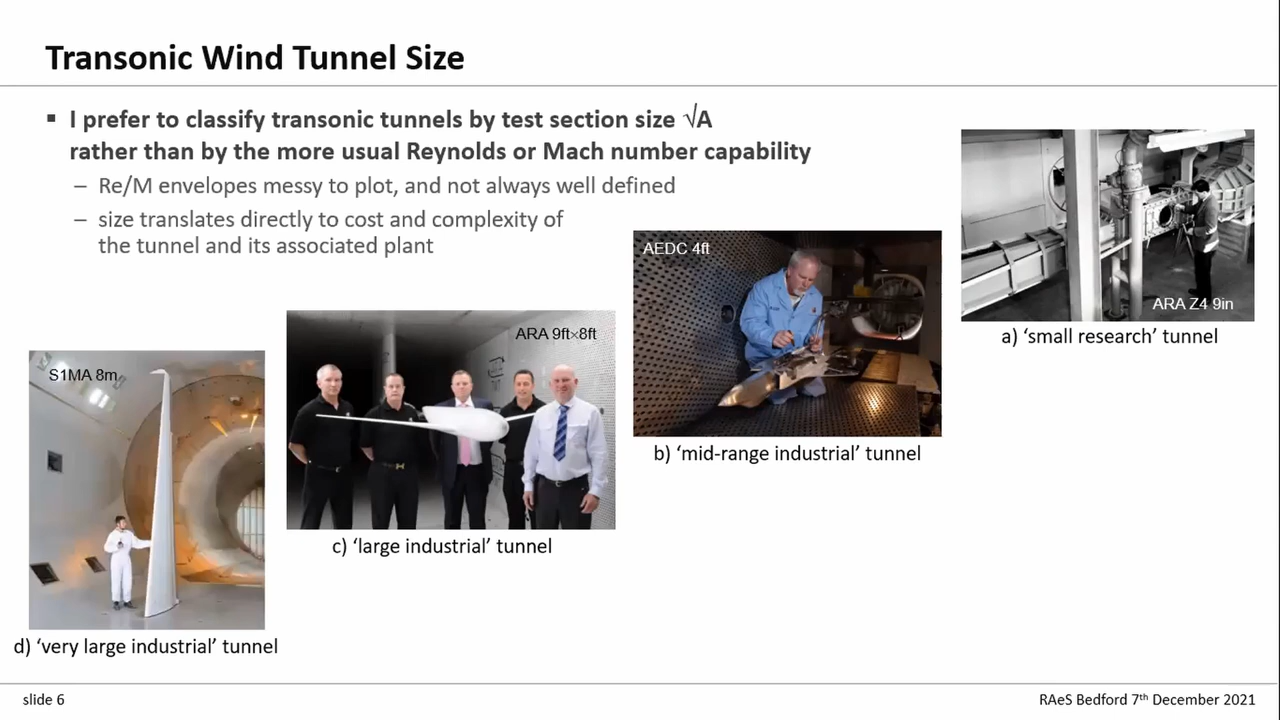 Transonic Wind Tunnel Size
▪ I prefer to classify transonic tunnels by test section size √A
rather than by the more usual Reynolds or Mach number capability
– Re/M envelopes messy to plot, and not always well defined
– size translates directly to cost and complexity of
the tunnel and its associated plant
ARA Z4 9in
a) ‘small research’ tunnel
AEDC 4ft
b) ‘mid-range industrial’ tunnel
ARA 9ft×8ft
c) ‘large industrial’ tunnel
S1MA 8m
d) ‘very large industrial’ tunnel
slide 6
RAeS Bedford 7th December 2021